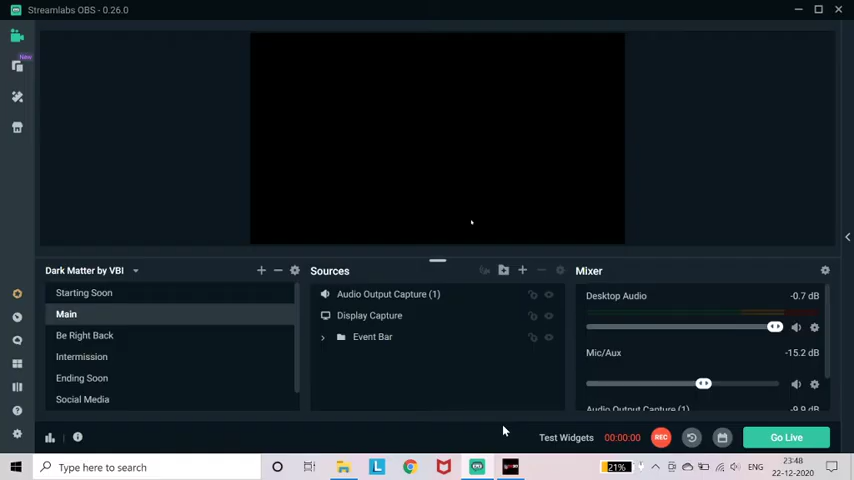 Streamlabs OBS - 0.26.0
New
Dark Matter by VBI
Starting Soon
Main
Be Right Back
Intermission
Ending Soon
Social Media
Sources
Audio Output Capture (1)
Display Capture
Event Bar
Mixer
Desktop Audio -0.7 dB
Mic/Aux -15.2 dB
Audio Output Capture (1) -9.9 dB
Test Widgets 00:00:00 REC Go Live
Type here to search
L
21%
ENG
23:48
22-12-2020